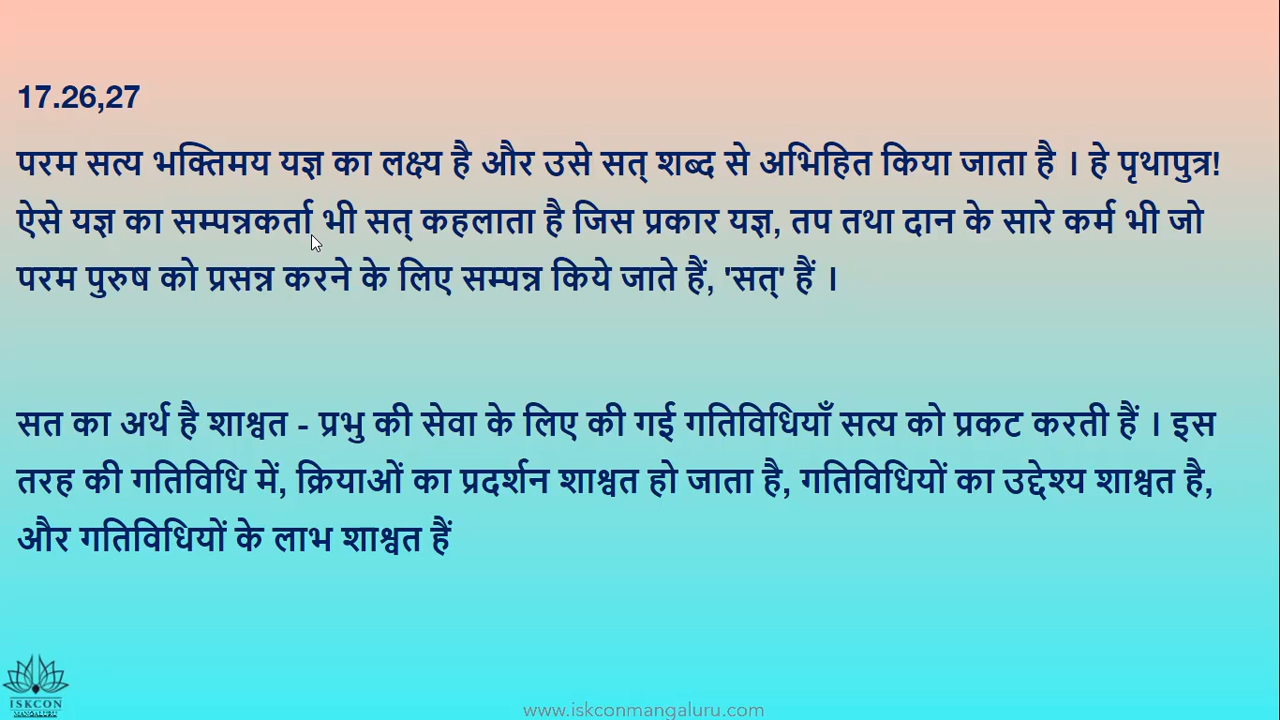 17.26,27
परम सत्य भक्तिमय यज्ञ का लक्ष्य है और उसे सत् शब्द से अभिहित किया जाता है । हे पृथापुत्र!
ऐसे यज्ञ का सम्पन्नकर्ता भी सत् कहलाता है जिस प्रकार यज्ञ, तप तथा दान के सारे कर्म भी जो
परम पुरुष को प्रसन्न करने के लिए सम्पन्न किये जाते हैं, 'सत्' हैं ।
सत का अर्थ है शाश्वत - प्रभु की सेवा के लिए की गई गतिविधियाँ सत्य को प्रकट करती हैं । इस
तरह की गतिविधि में, क्रियाओं का प्रदर्शन शाश्वत हो जाता है, गतिविधियों का उद्देश्य शाश्वत है,
और गतिविधियों के लाभ शाश्वत हैं
ISKCON
MANGALURU
www.iskconmangaluru.com